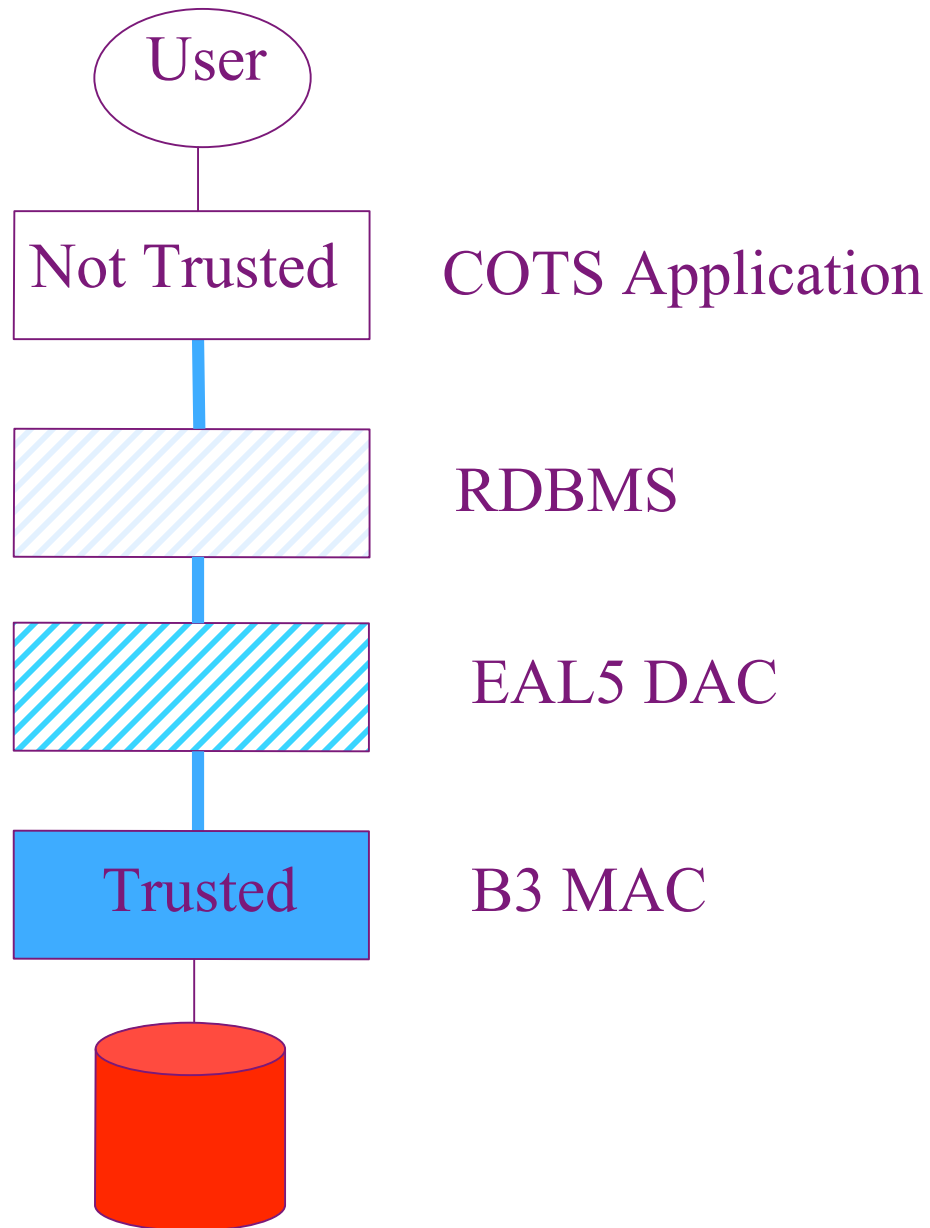 User
Not Trusted
COTS Application
RDBMS
EAL5 DAC
Trusted
B3 MAC